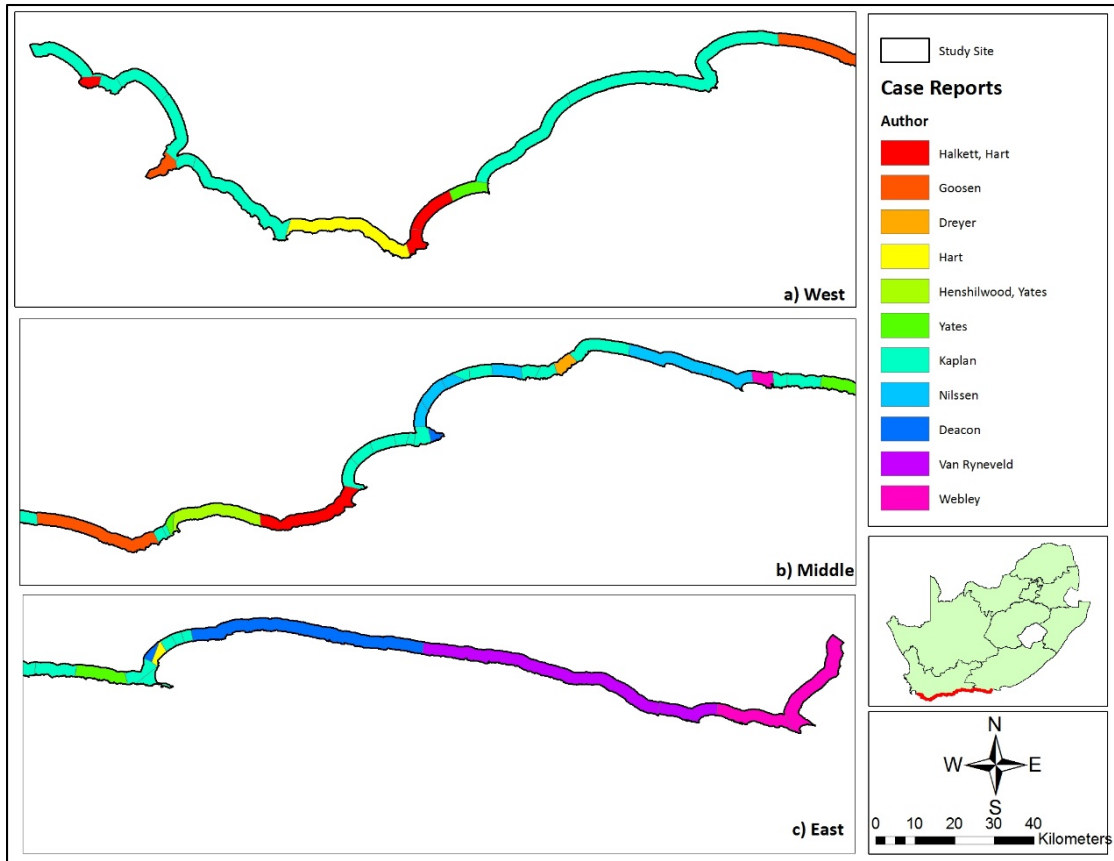 a) West
b) Middle
c) East
Study Site
Case Reports
Author
Halkett, Hart
Goosen
Dreyer
Hart
Henshilwood, Yates
Yates
Kaplan
Nilssen
Deacon
Van Ryneveld
Webley
N
W E
S
0 10 20 30 40
Kilometers